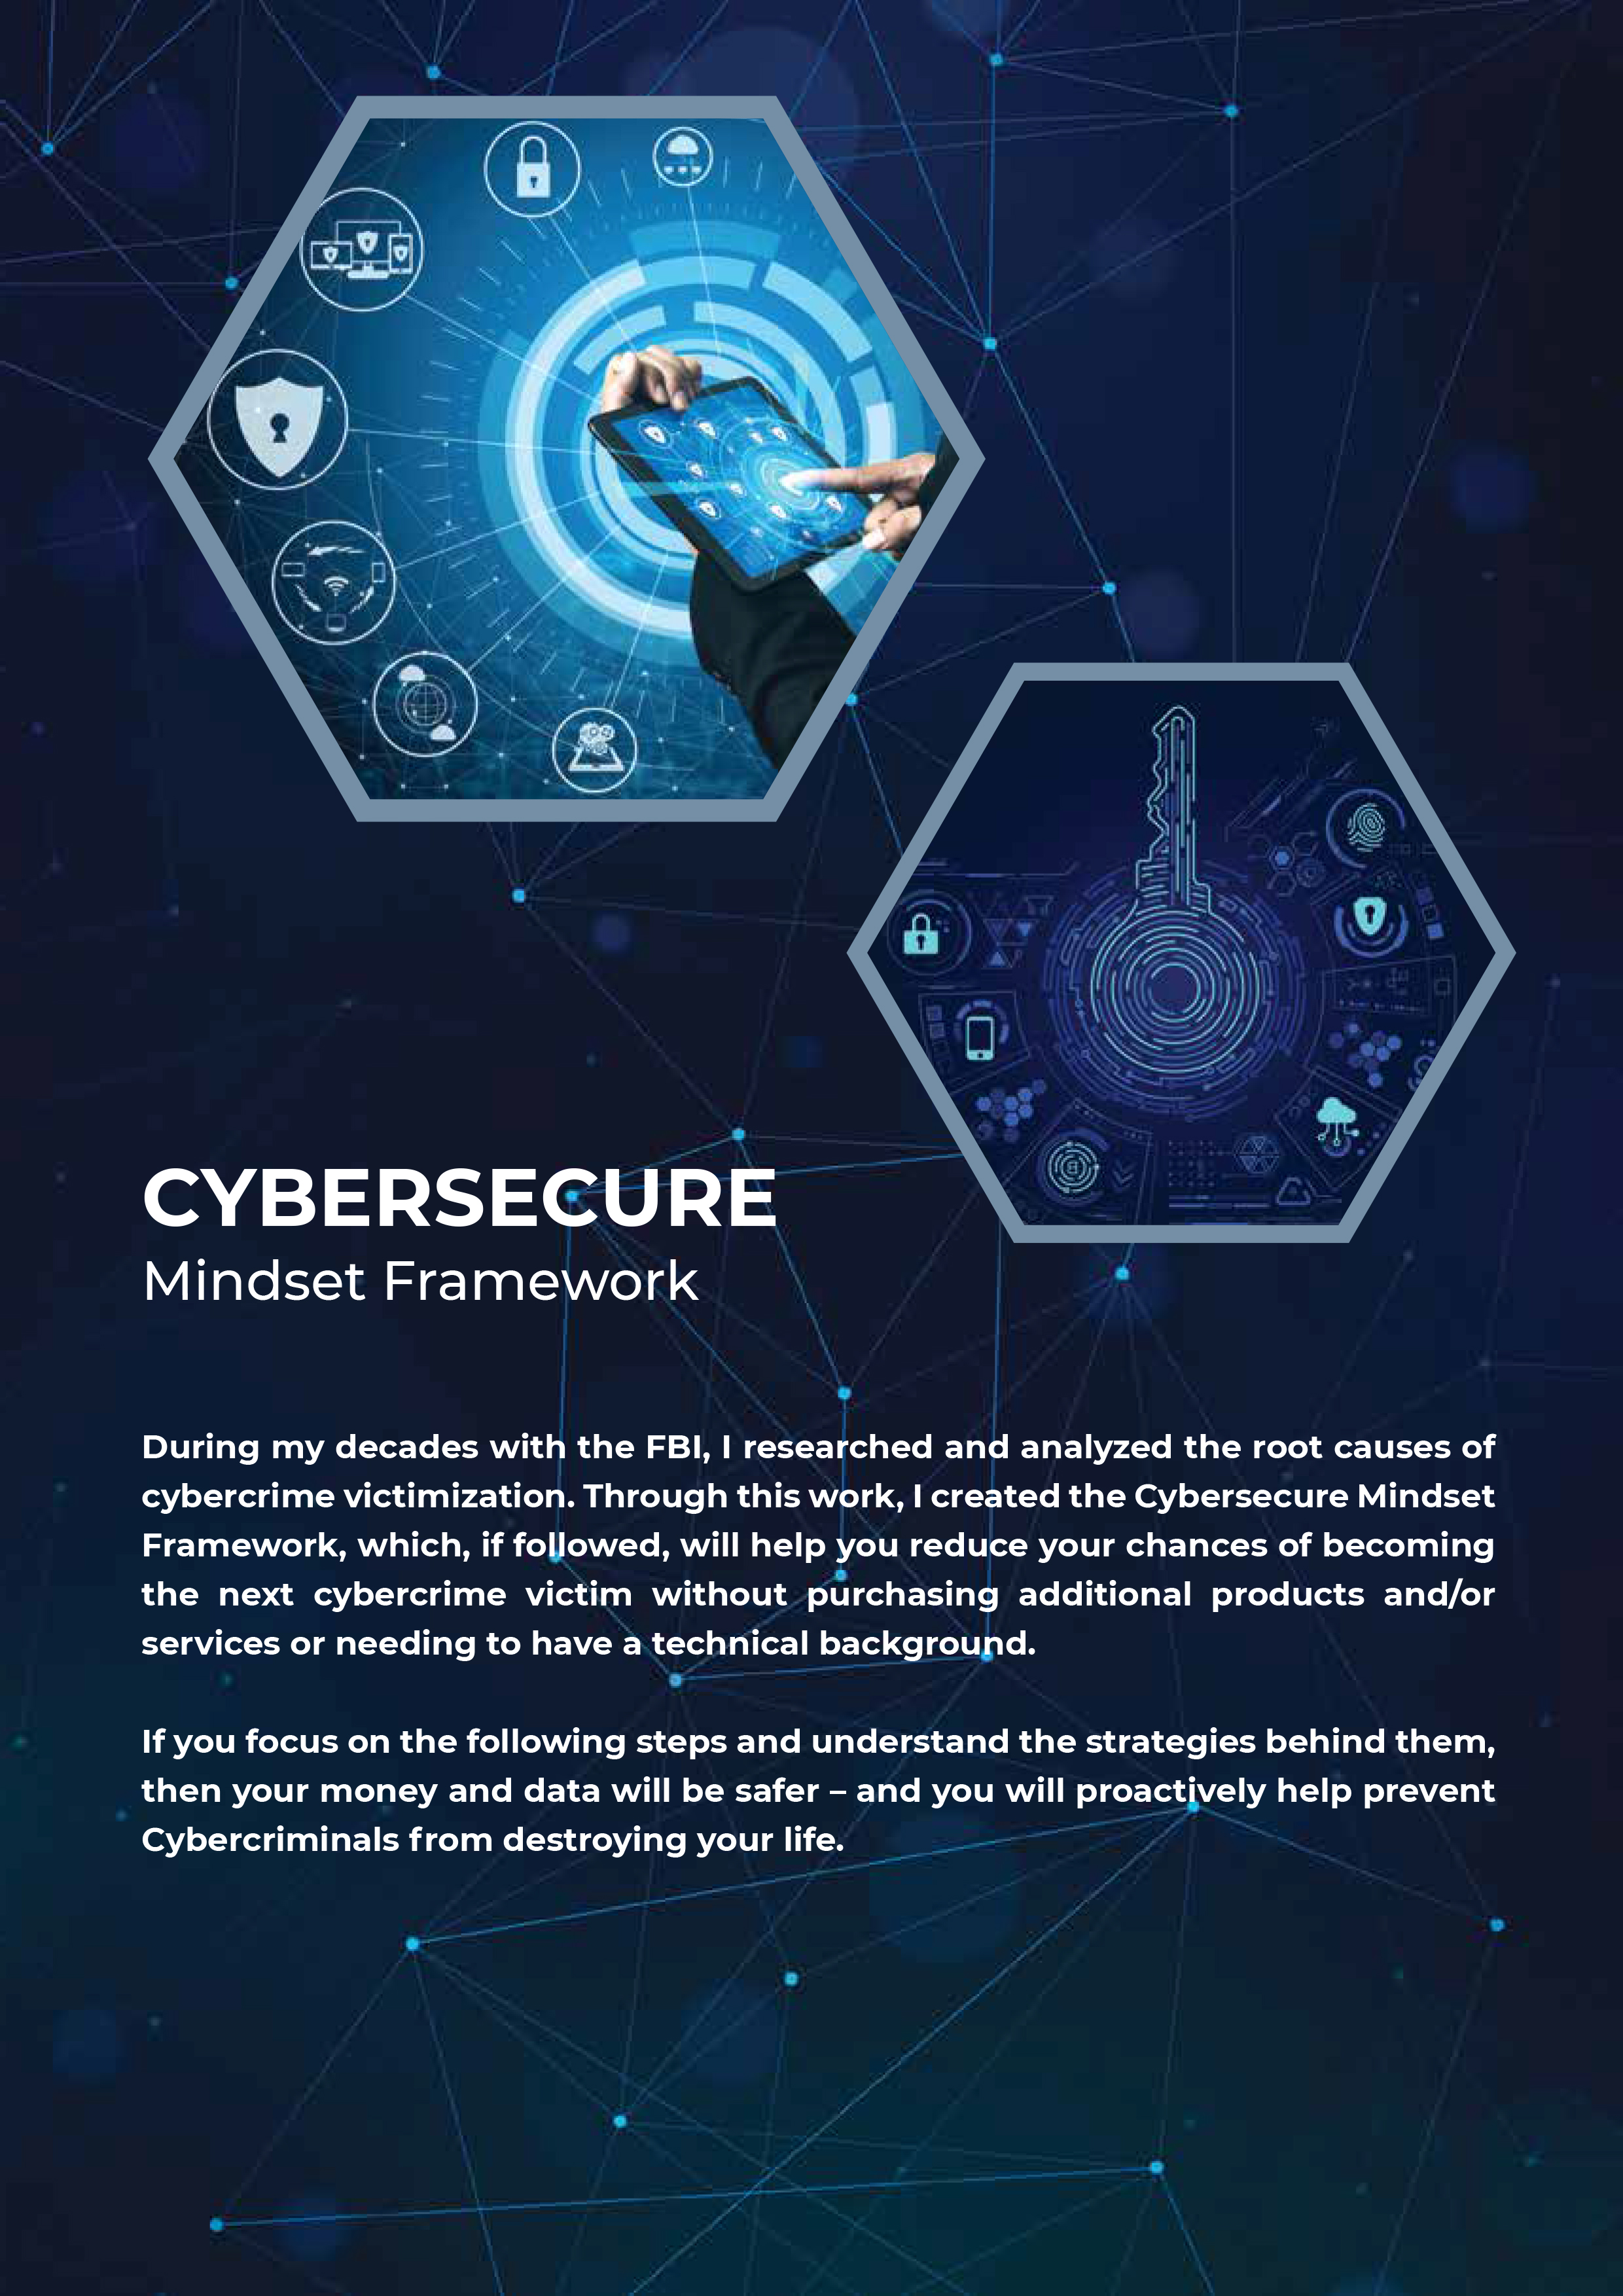 CYBERSECURE
Mindset Framework
During my decades with the FBI, I researched and analyzed the root causes of
cybercrime victimization. Through this work, I created the Cybersecure Mindset
Framework, which, if followed, will help you reduce your chances of becoming
the next cybercrime victim without purchasing additional products and/or
services or needing to have a technical background.
If you focus on the following steps and understand the strategies behind them,
then your money and data will be safer – and you will proactively help prevent
Cybercriminals from destroying your life.